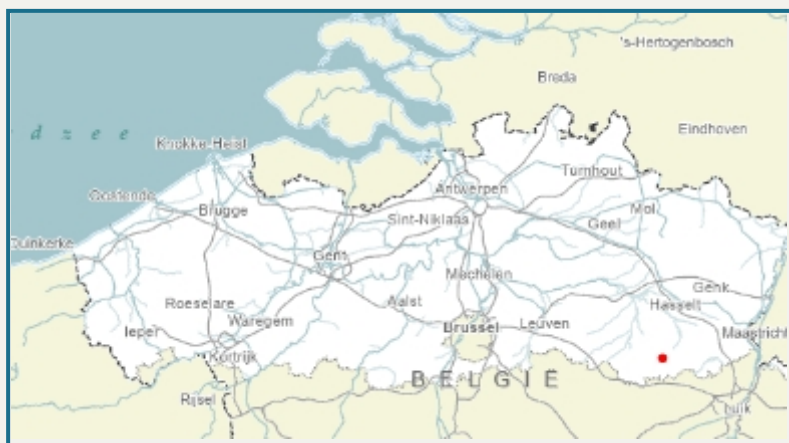 's-Hertogenbosch
Breda
Eindhoven
dzee
Knokke-Heist
Turnhout
Antwerpen
Oostende
Mol
Brugge
Sint-Niklaas
Geel
Duinkerke
Gent
Mechelen
Genk
Roeselare
Aalst
Hasselt
Ieper
Waregem
Brussel
Leuven
Maastricht
Kortrijk
BELGIË
Rijsel
Luik